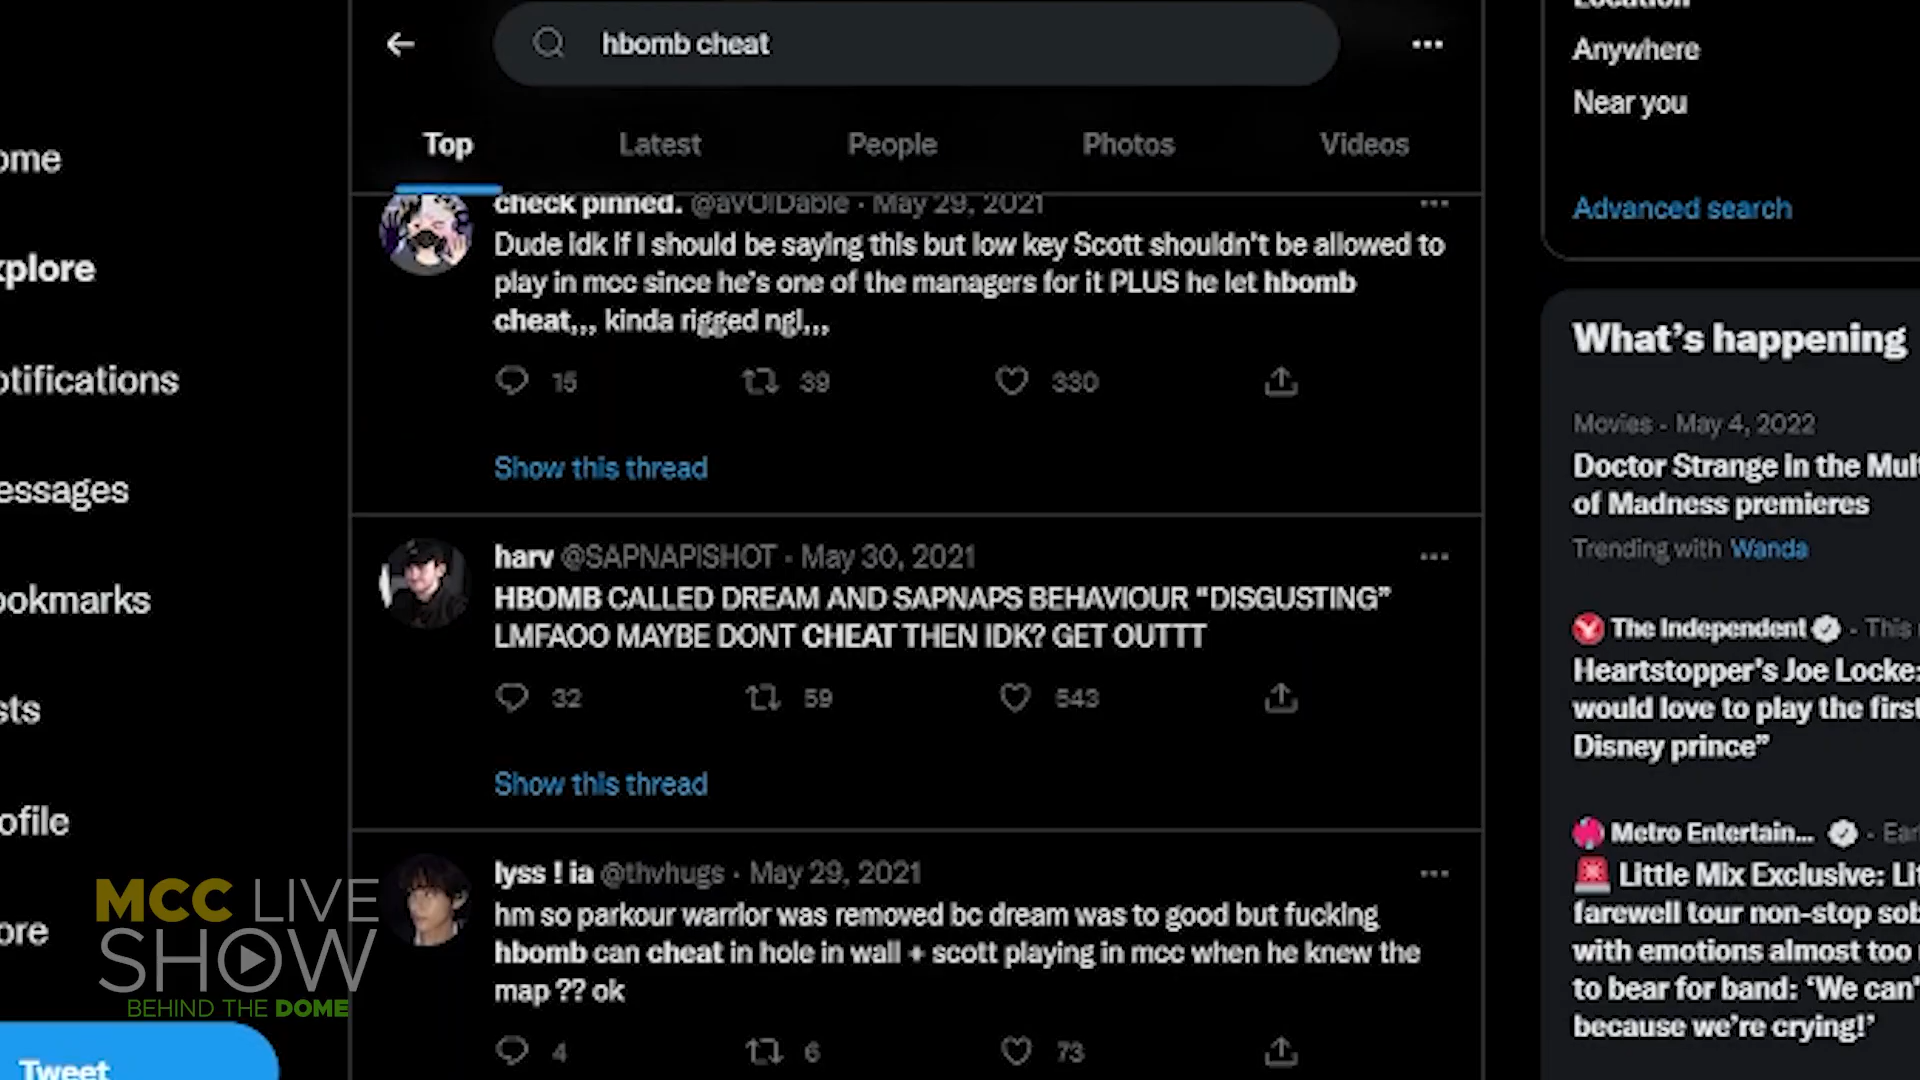 hbomb cheat
Top
Latest
People
Photos
Videos
check pinned. @aVOIDable · May 29, 2021
Dude idk if I should be saying this but low key Scott shouldn't be allowed to
play in mcc since he's one of the managers for it PLUS he let hbomb
cheat,,, kinda rigged ngl,,,
15
39
330
Show this thread
harv @SAPNAPISHOT · May 30, 2021
HBOMB CALLED DREAM AND SAPNAPS BEHAVIOUR “DISGUSTING”
LMFAOO MAYBE DONT CHEAT THEN IDK? GET OUTTT
32
59
543
Show this thread
lyss ! ia @thvhugs · May 29, 2021
hm so parkour warrior was removed bc dream was to good but fucking
hbomb can cheat in hole in wall + scott playing in mcc when he knew the
map ?? ok
4
6
73
ome
xplore
otifications
essages
ookmarks
sts
ofile
ore
Tweet
MCC LIVE
SHOW
BEHIND THE DOME
Location
Anywhere
Near you
Advanced search
What's happening
Movies · May 4, 2022
Doctor Strange in the Mult
of Madness premieres
Trending with Wanda
The Independent · This
Heartstopper's Joe Locke:
would love to play the first
Disney prince”
Metro Entertain... · Ear
Little Mix Exclusive: Lit
farewell tour non-stop sob
with emotions almost too
to bear for band: ‘We can'
because we're crying!’